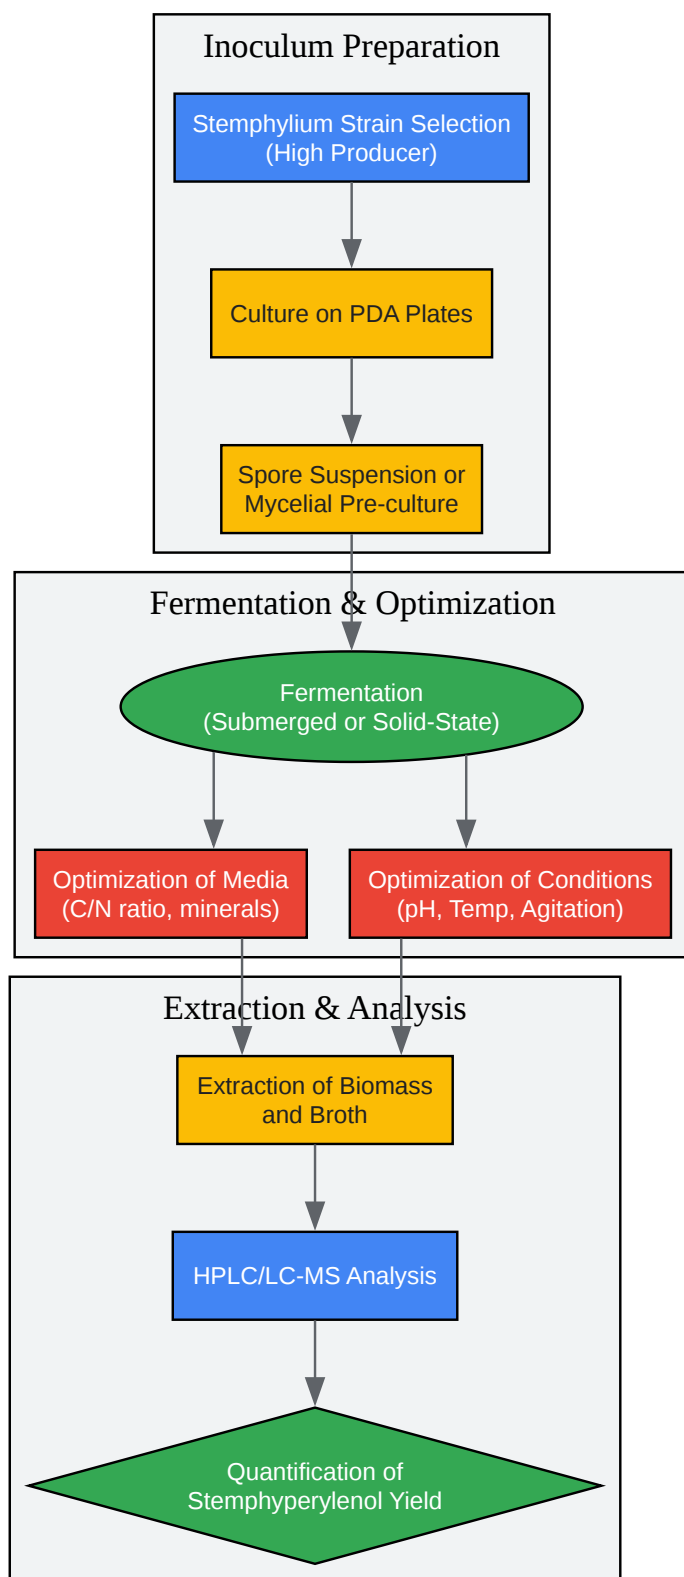 Inoculum Preparation
Stemphylium Strain Selection
(High Producer)
Culture on PDA Plates
Spore Suspension or
Mycelial Pre-culture
Fermentation & Optimization
Fermentation
(Submerged or Solid-State)
Optimization of Media
(C/N ratio, minerals)
Optimization of Conditions
(pH, Temp, Agitation)
Extraction & Analysis
Extraction of Biomass
and Broth
HPLC/LC-MS Analysis
Quantification of
Stemphyperylenol Yield